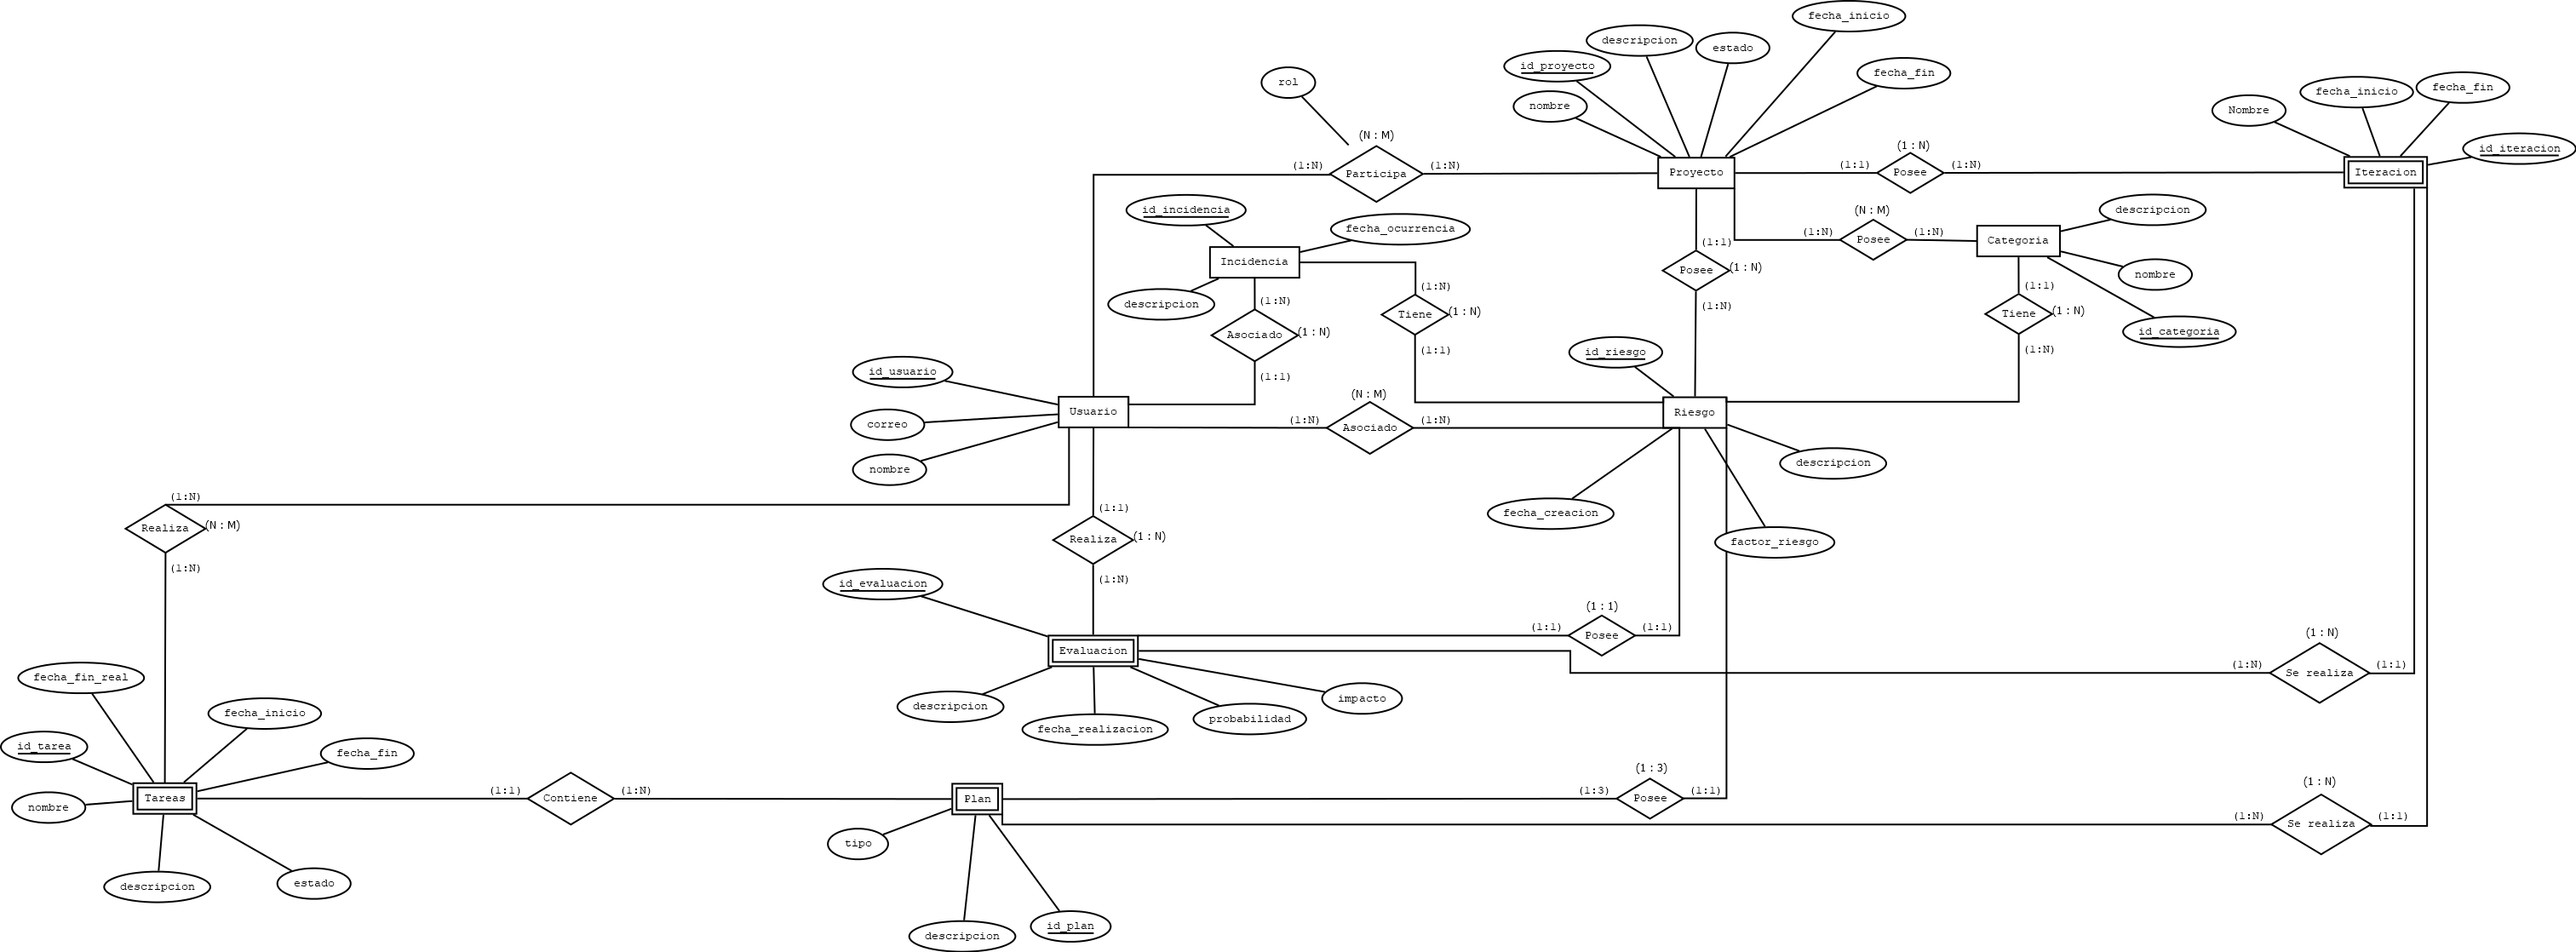 fecha_inicio
descripcion
estado
id_proyecto
fecha_fin
rol
nombre
fecha_inicio
fecha_fin
Nombre
id_iteracion
(N:M)
(1:N)
Participa
(1:N)
Proyecto
(1:1)
(1:N)
Posee
(1:N)
Iteracion
id_incidencia
fecha_ocurrencia
(N:M)
(1:N)
Posee
(1:N)
Categoria
descripcion
nombre
id_categoria
Incidencia
descripcion
(1:N)
Asociado
(1:N)
(1:1)
(1:N)
Tiene
(1:N)
(1:1)
(1:1)
Posee
(1:N)
(1:N)
(1:1)
Tiene
(1:N)
(1:N)
id_riesgo
id_usuario
correo
nombre
Usuario
(N:M)
(1:N)
Asociado
(1:N)
Riesgo
descripcion
fecha_creacion
factor_riesgo
(1:N)
Realiza
(N:M)
(1:N)
(1:1)
Realiza
(1:N)
(1:N)
id_evaluacion
Evaluacion
(1:1)
(1:1)
Posee
(1:1)
(1:N)
(1:N)
Se realiza
(1:1)
descripcion
fecha_realizacion
probabilidad
impacto
fecha_fin_real
fecha_inicio
id_tarea
fecha_fin
nombre
Tareas
(1:1)
Contiene
(1:N)
Plan
(1:3)
(1:3)
Posee
(1:1)
(1:N)
(1:N)
Se realiza
(1:1)
tipo
descripcion
estado
descripcion
id_plan